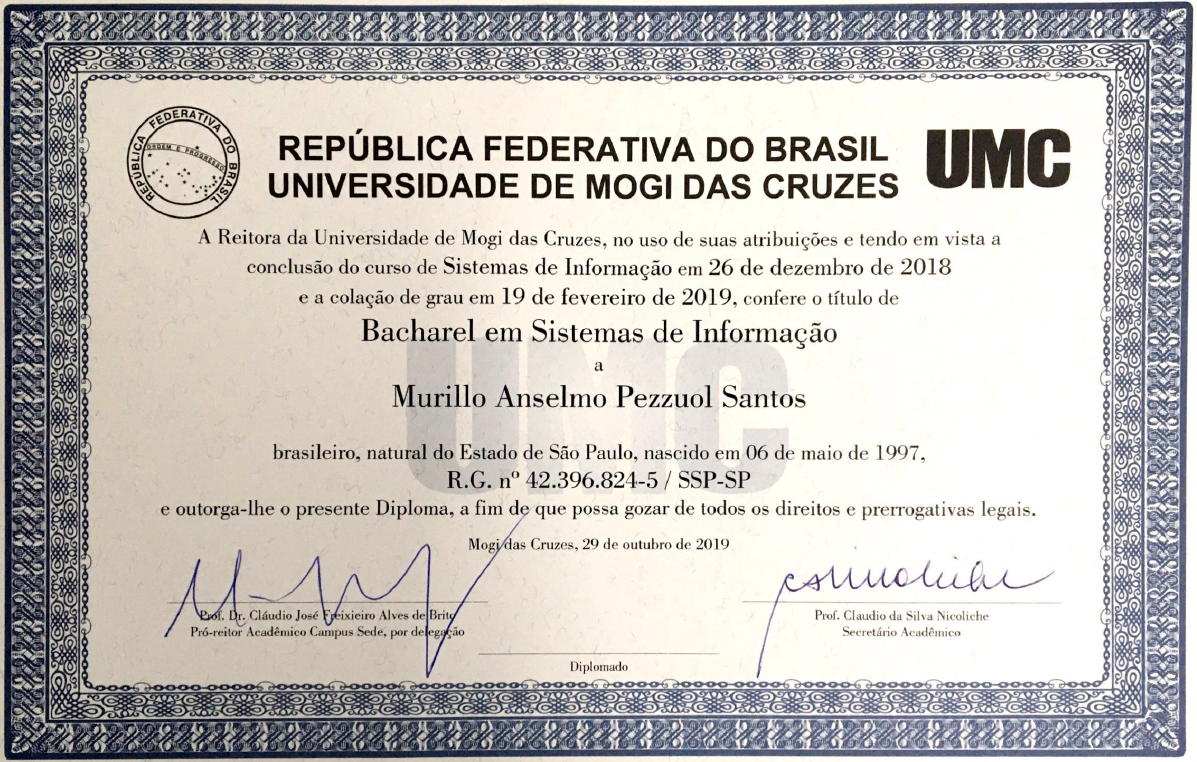 REPÚBLICA FEDERATIVA DO BRASIL
ORDEM E PROGRESSO
REPÚBLICA FEDERATIVA DO BRASIL
UNIVERSIDADE DE MOGI DAS CRUZES
UMC
A Reitora da Universidade de Mogi das Cruzes, no uso de suas atribuições e tendo em vista a
conclusão do curso de Sistemas de Informação em 26 de dezembro de 2018
e a colação de grau em 19 de fevereiro de 2019, confere o título de
Bacharel em Sistemas de Informação
a
Murillo Anselmo Pezzuol Santos
UMC
brasileiro, natural do Estado de São Paulo, nascido em 06 de maio de 1997,
R.G. nº 42.396.824-5 / SSP-SP
e outorga-lhe o presente Diploma, a fim de que possa gozar de todos os direitos e prerrogativas legais.
Mogi das Cruzes, 29 de outubro de 2019
Prof. Dr. Cláudio José Freixieiro Alves de Brito
Pró-reitor Acadêmico Campus Sede, por delegação
Prof. Claudio da Silva Nicoliche
Secretário Acadêmico
Diplomado